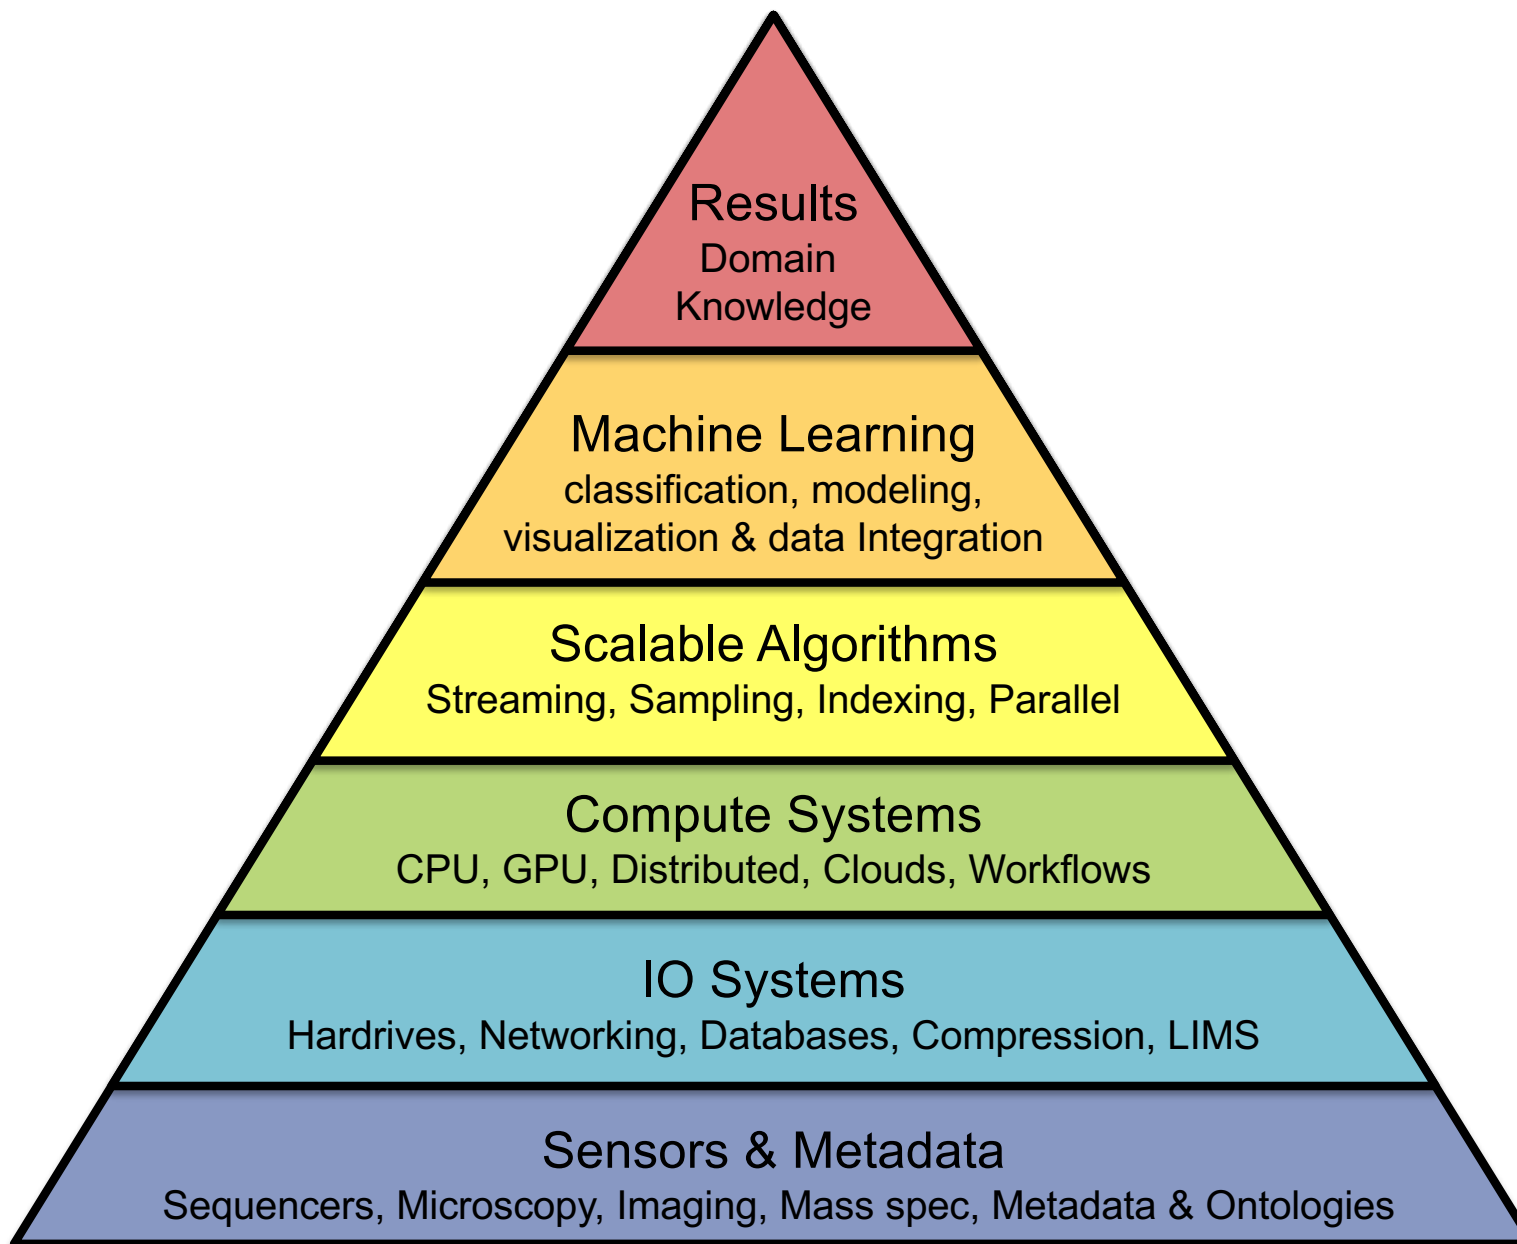 Results
Domain
Knowledge
Machine Learning
classification, modeling,
visualization & data Integration
Scalable Algorithms
Streaming, Sampling, Indexing, Parallel
Compute Systems
CPU, GPU, Distributed, Clouds, Workflows
IO Systems
Hardrives, Networking, Databases, Compression, LIMS
Sensors & Metadata
Sequencers, Microscopy, Imaging, Mass spec, Metadata & Ontologies